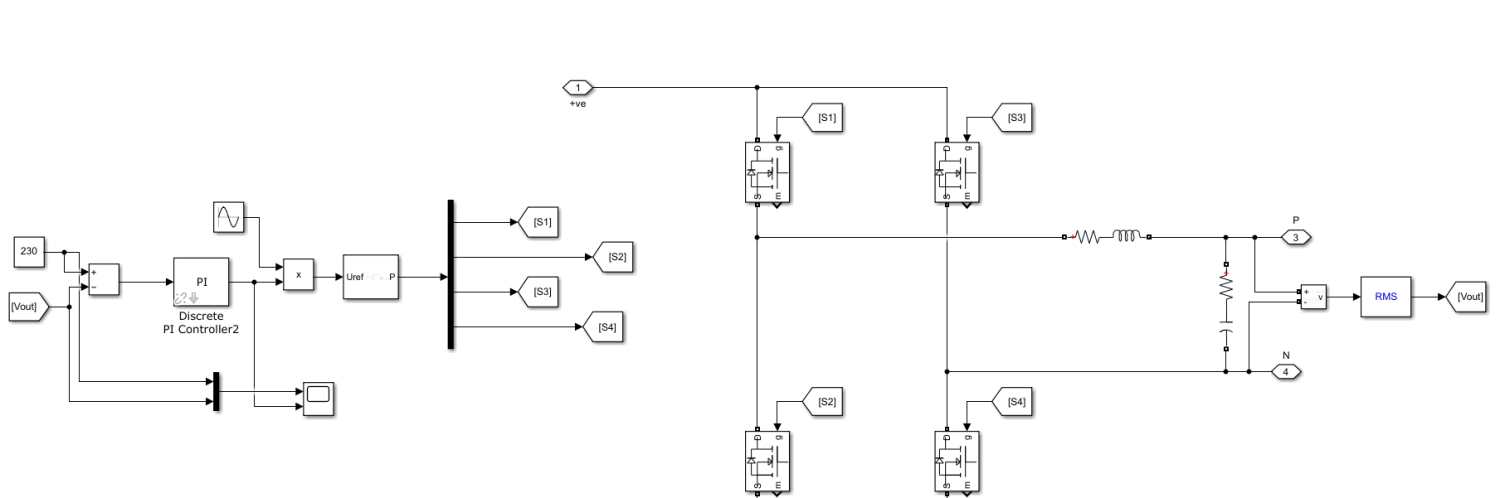 1
+ve
[S1]
[S3]
D
g
D
g
S
m
S
m
[S1]
230
+
−
PI
x
Uref
P
[S2]
P
3
[Vout]
Discrete
PI Controller2
[S3]
+
-
v
RMS
[Vout]
[S4]
N
4
[S2]
[S4]
D
g
D
g
S
m
S
m